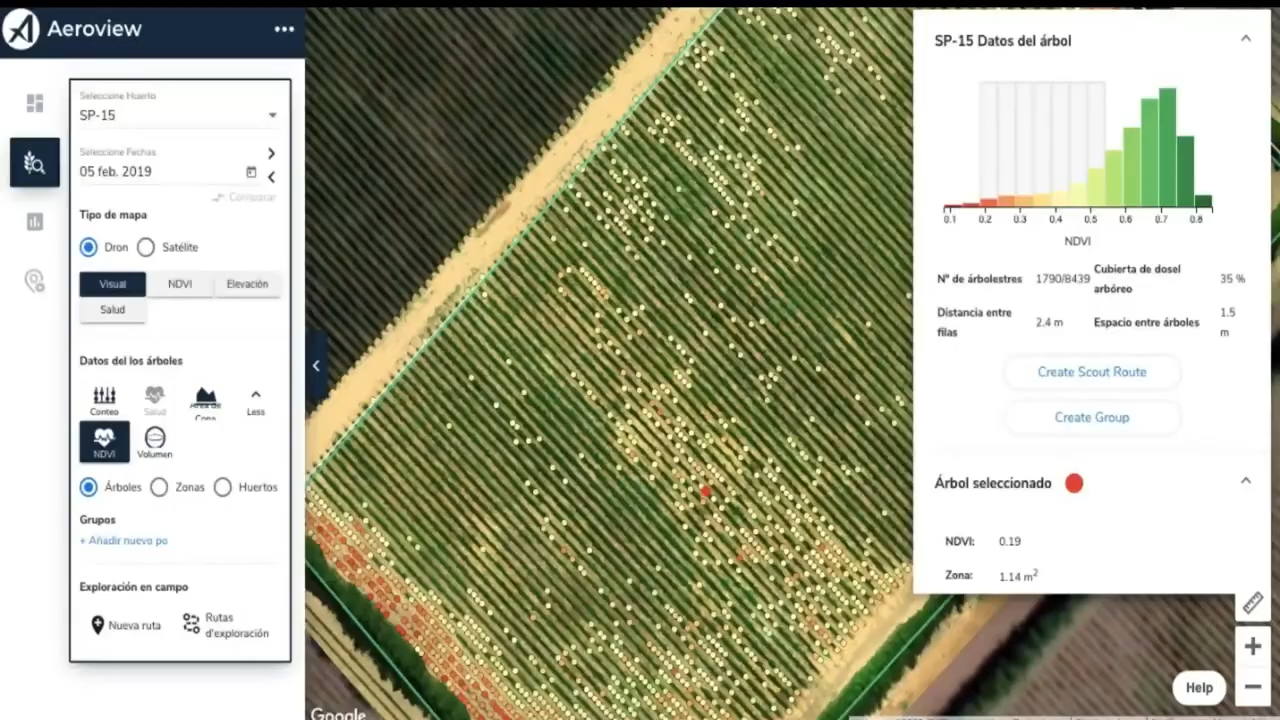 Aeroview
Seleccione Huerto
SP-15
Seleccione Fechas
05 feb. 2019
Comparar
Tipo de mapa
Dron Satélite
Visual NDVI Elevación
Salud
Datos del los árboles
Conteo Salud Área de Copa Less
NDVI Volumen
Árboles Zonas Huertos
Grupos
+ Añadir nuevo po
Exploración en campo
Nueva ruta
Rutas
d'exploración
Google
SP-15 Datos del árbol
0.1 0.2 0.3 0.4 0.5 0.6 0.7 0.8
NDVI
Nº de árbolestres 1790/8439
Cubierta de dosel
arbóreo
35 %
Distancia entre
filas
2.4 m
Espacio entre árboles
1.5
m
Create Scout Route
Create Group
Árbol seleccionado
NDVI: 0.19
Zona: 1.14 m²
Help